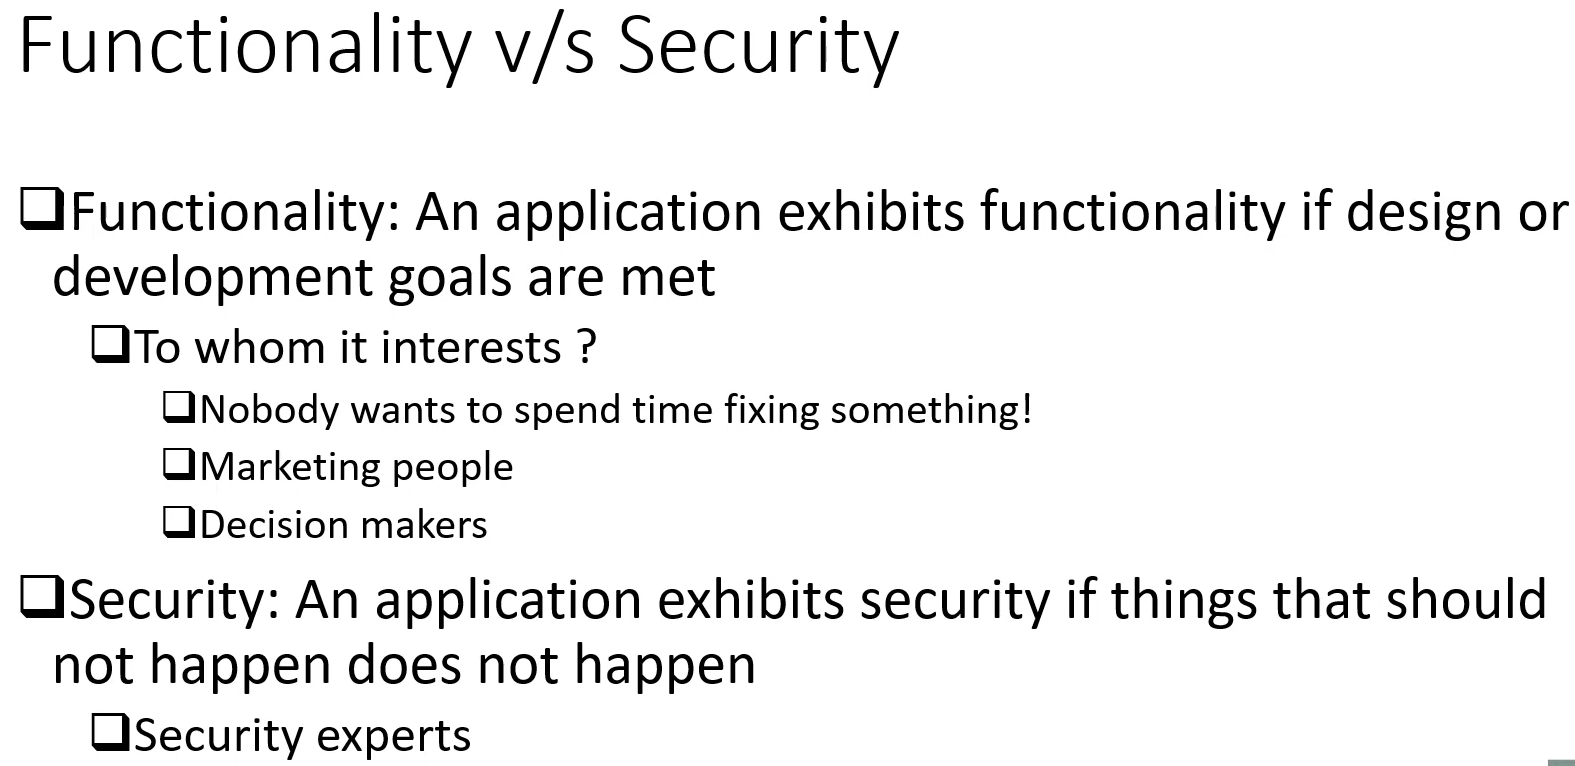 Functionality v/s Security
❑Functionality: An application exhibits functionality if design or
development goals are met
❑To whom it interests ?
❑Nobody wants to spend time fixing something!
❑Marketing people
❑Decision makers
❑Security: An application exhibits security if things that should
not happen does not happen
❑Security experts